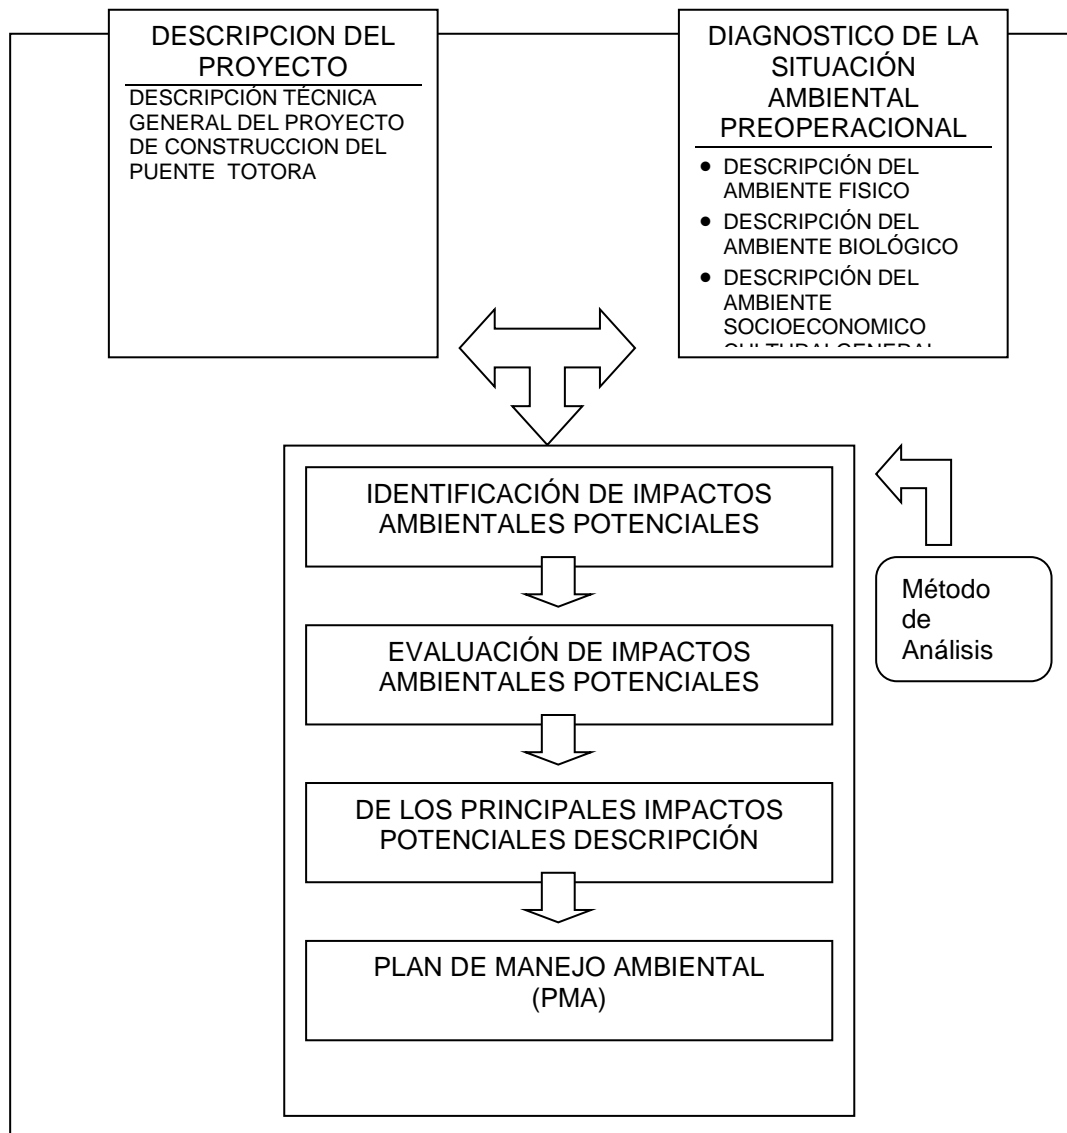 DESCRIPCION DEL
PROYECTO
DESCRIPCIÓN TÉCNICA
GENERAL DEL PROYECTO
DE CONSTRUCCION DEL
PUENTE TOTORA
DIAGNOSTICO DE LA
SITUACIÓN
AMBIENTAL
PREOPERACIONAL
• DESCRIPCIÓN DEL
AMBIENTE FISICO
• DESCRIPCIÓN DEL
AMBIENTE BIOLÓGICO
• DESCRIPCIÓN DEL
AMBIENTE
SOCIOECONOMICO
IDENTIFICACIÓN DE IMPACTOS
AMBIENTALES POTENCIALES
Método
de
Análisis
EVALUACIÓN DE IMPACTOS
AMBIENTALES POTENCIALES
DE LOS PRINCIPALES IMPACTOS
POTENCIALES DESCRIPCIÓN
PLAN DE MANEJO AMBIENTAL
(PMA)